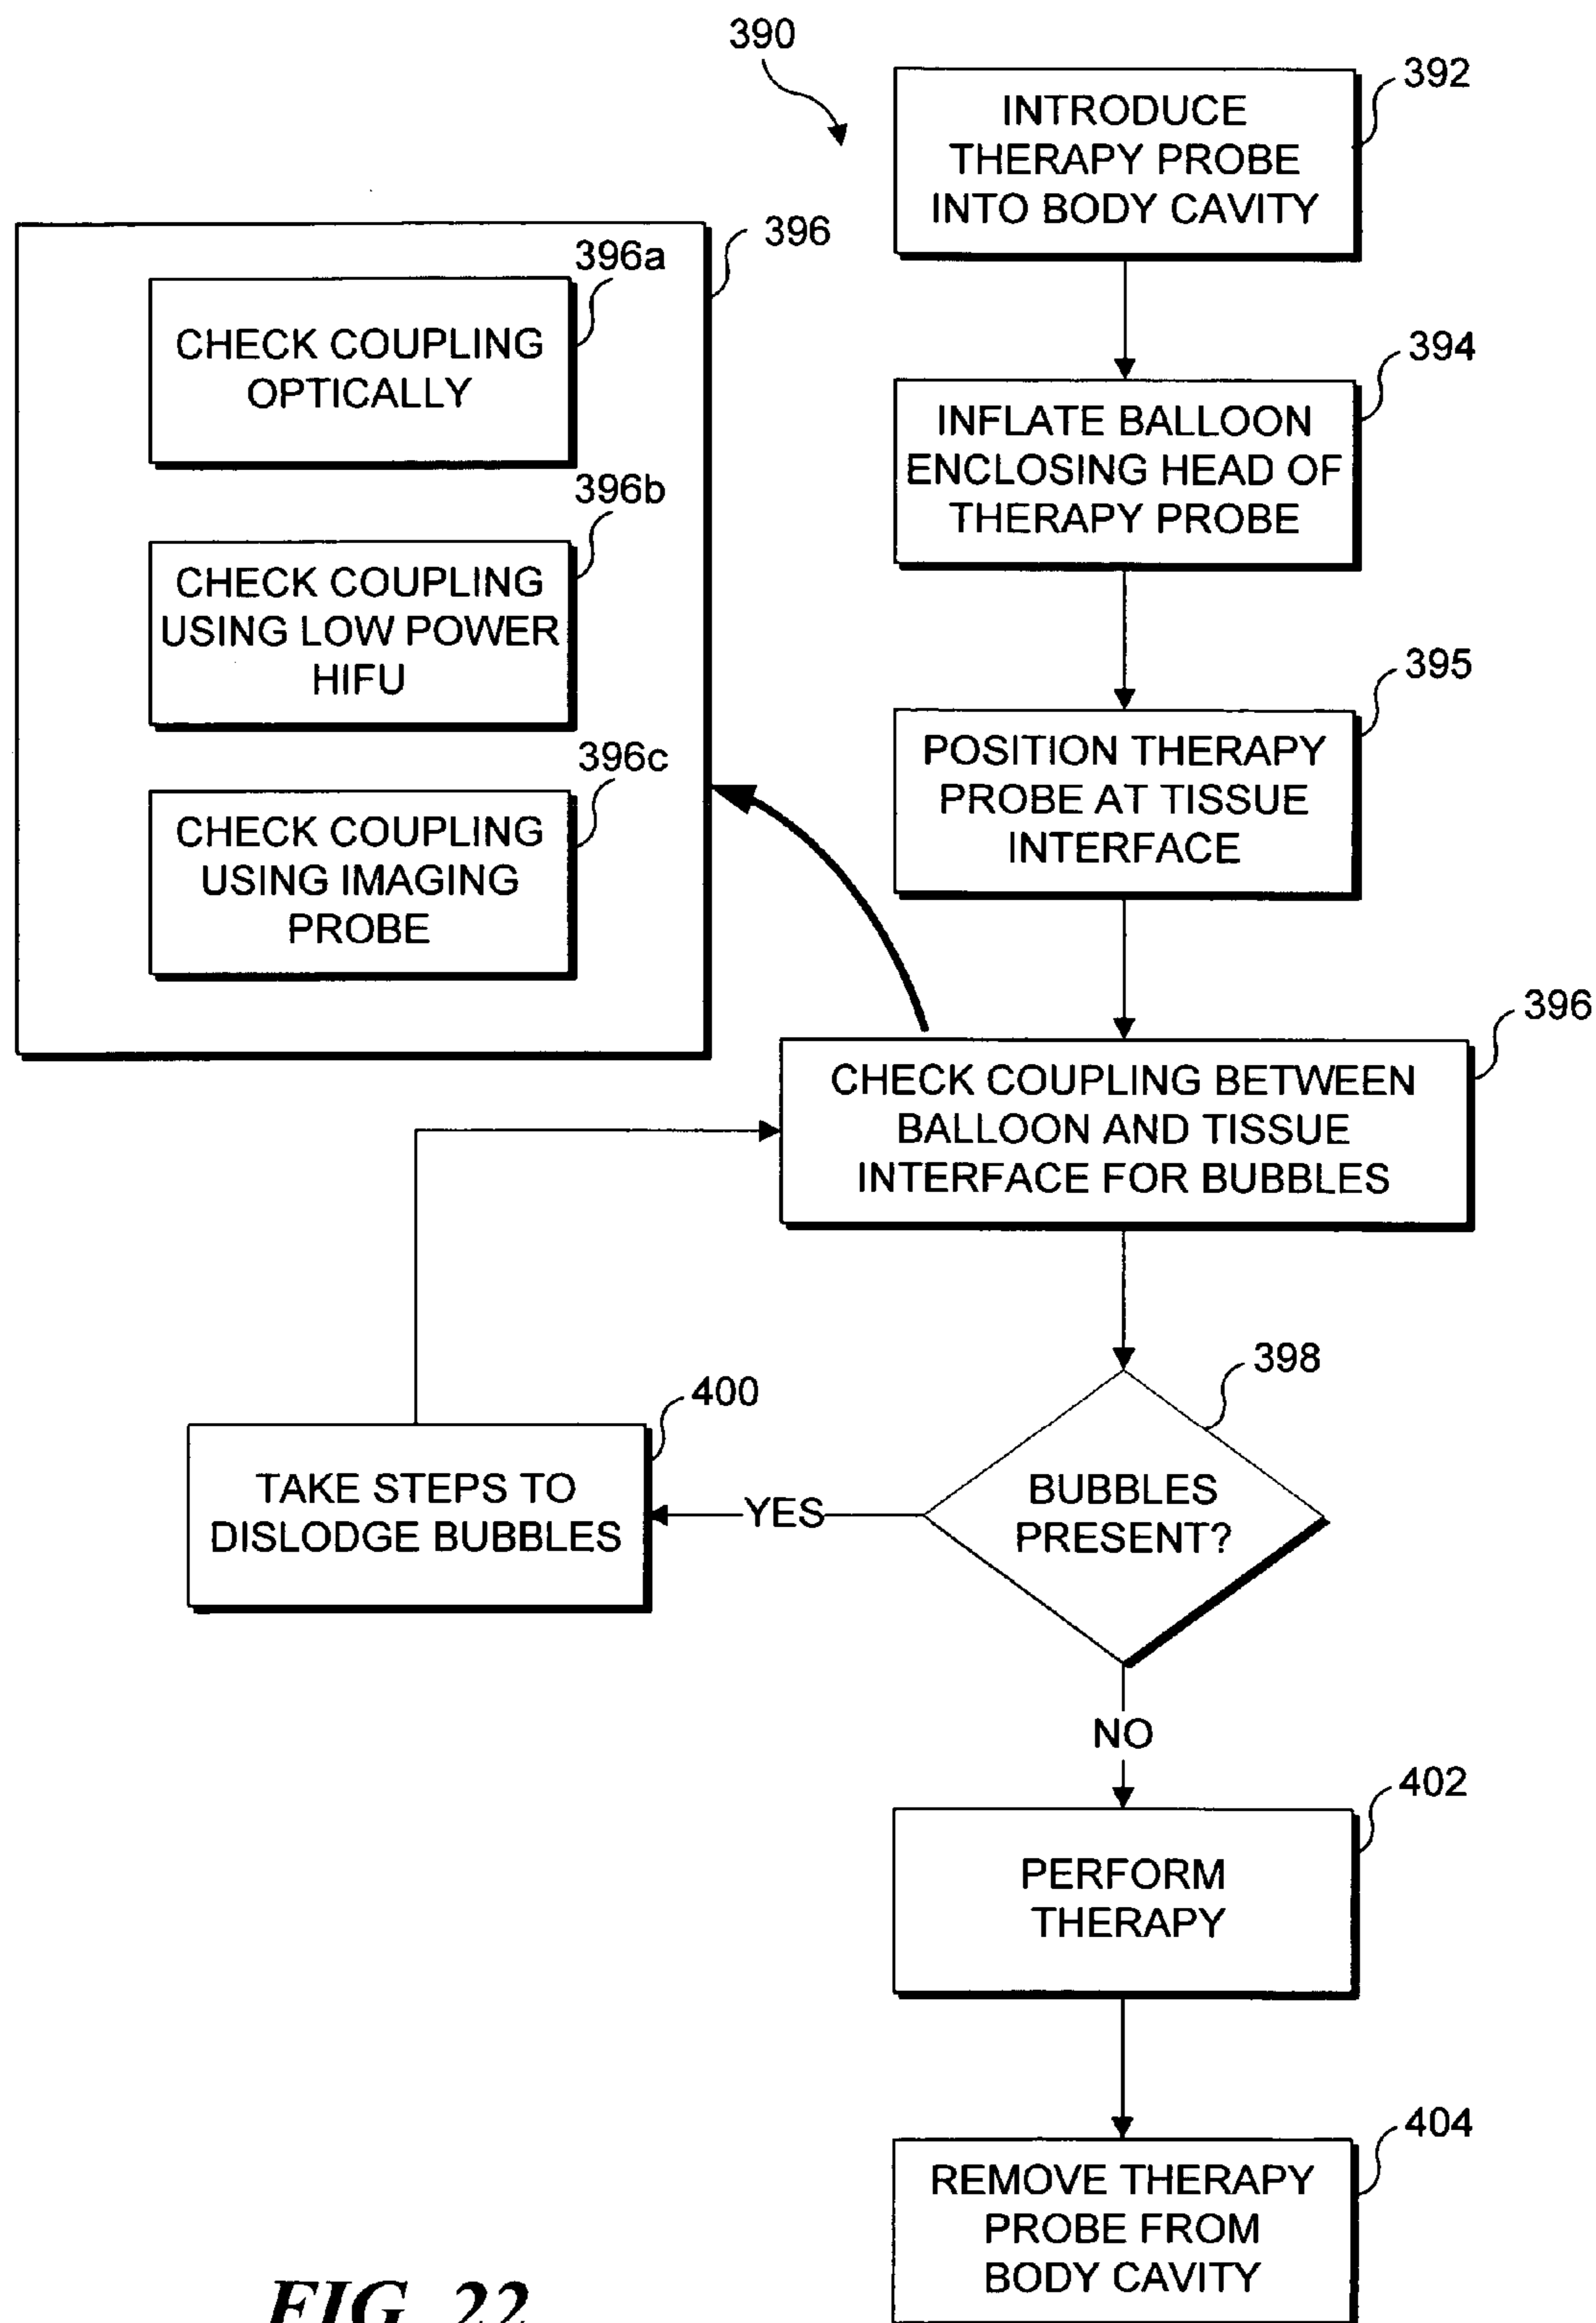 390
392
INTRODUCE
THERAPY PROBE
INTO BODY CAVITY
394
INFLATE BALLOON
ENCLOSING HEAD OF
THERAPY PROBE
395
POSITION THERAPY
PROBE AT TISSUE
INTERFACE
396
396a
CHECK COUPLING
OPTICALLY
396b
CHECK COUPLING
USING LOW POWER
HIFU
396c
CHECK COUPLING
USING IMAGING
PROBE
396
CHECK COUPLING BETWEEN
BALLOON AND TISSUE
INTERFACE FOR BUBBLES
398
BUBBLES
PRESENT?
YES
400
TAKE STEPS TO
DISLODGE BUBBLES
NO
402
PERFORM
THERAPY
404
REMOVE THERAPY
PROBE FROM
BODY CAVITY
FIG. 22